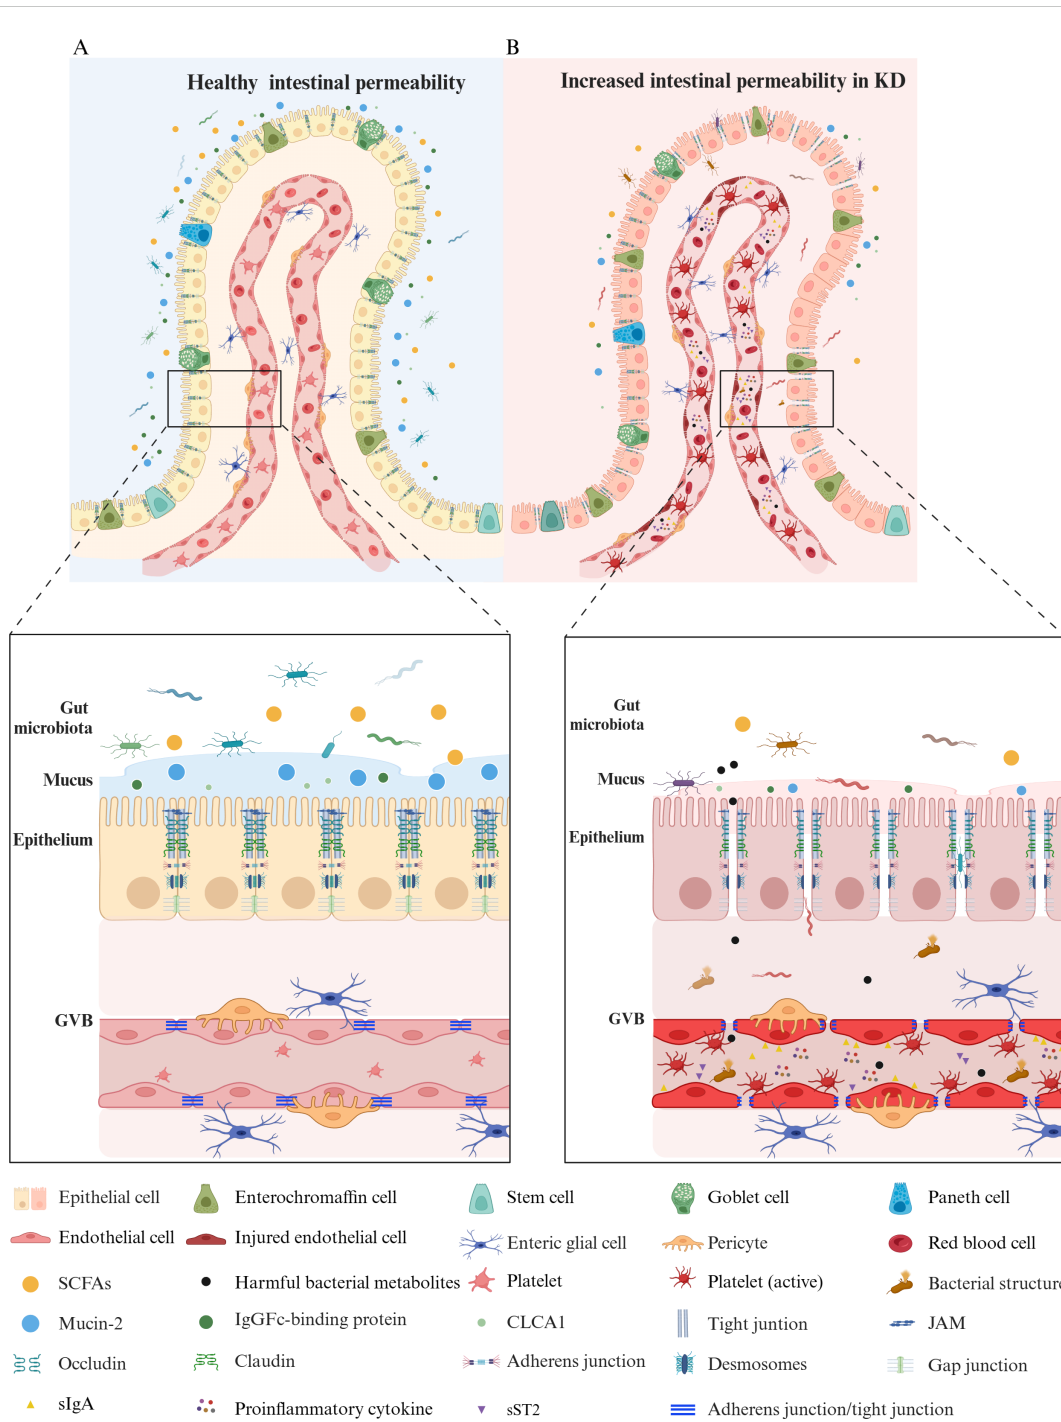 A
B
Healthy intestinal permeability
Increased intestinal permeability in KD
Gut
microbiota
Mucus
Epithelium
GVB
Gut
microbiota
Mucus
Epithelium
GVB
Epithelial cell
Enterochromaffin cell
Stem cell
Goblet cell
Paneth cell
Endothelial cell
Injured endothelial cell
Enteric glial cell
Pericyte
Red blood cell
SCFAs
Harmful bacterial metabolites
Platelet
Platelet (active)
Bacterial structure
Mucin-2
IgGFc-binding protein
CLCA1
Tight juntion
JAM
Occludin
Claudin
Adherens junction
Desmosomes
Gap junction
sIgA
Proinflammatory cytokine
sST2
Adherens junction/tight junction